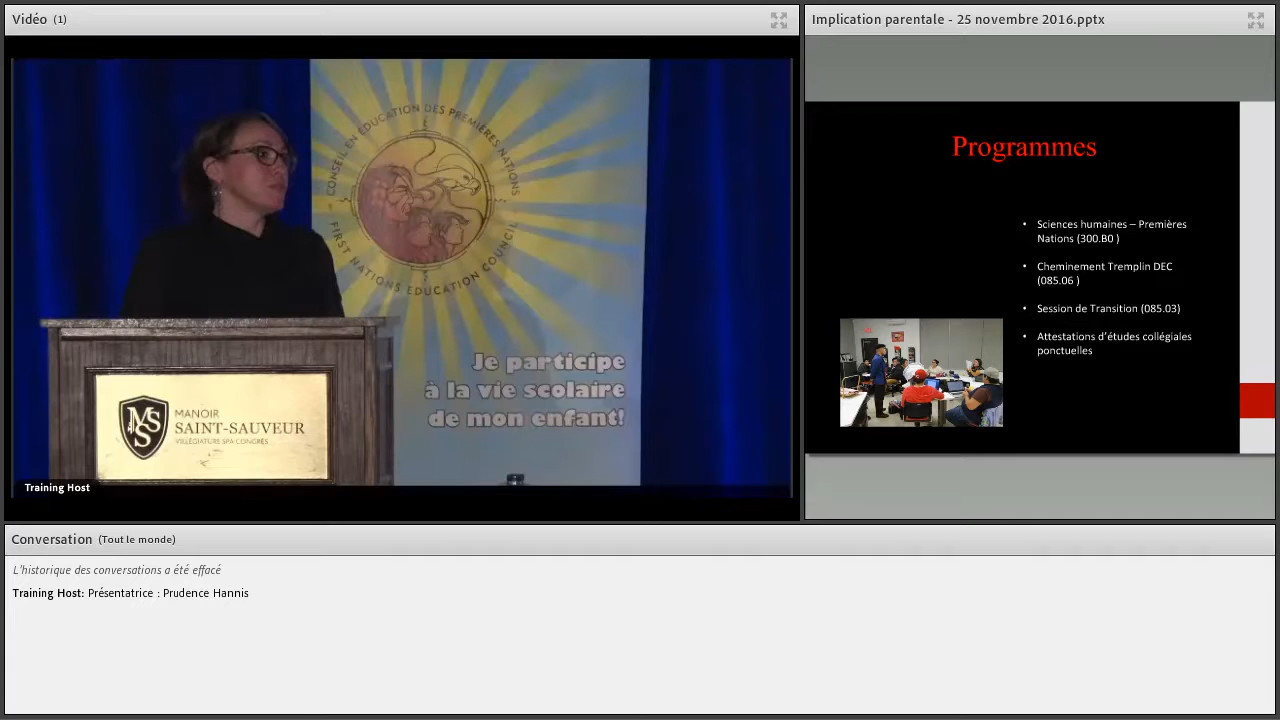 Vidéo (1)
CONSEIL EN EDUCATION DES PREMIÈRES NATIONS
FIRST NATIONS EDUCATION COUNCIL
Je participe
à la vie scolaire
de mon enfant!
MSS
MANOIR
SAINT-SAUVEUR
VILLÉGIATURE SPA CONGRÈS
Training Host
Implication parentale - 25 novembre 2016.pptx
Programmes
• Sciences humaines – Premières
Nations (300.B0 )
• Cheminement Tremplin DEC
(085.06 )
• Session de Transition (085.03)
• Attestations d'études collégiales
ponctuelles
Conversation (Tout le monde)
L'historique des conversations a été effacé
Training Host: Présentatrice : Prudence Hannis